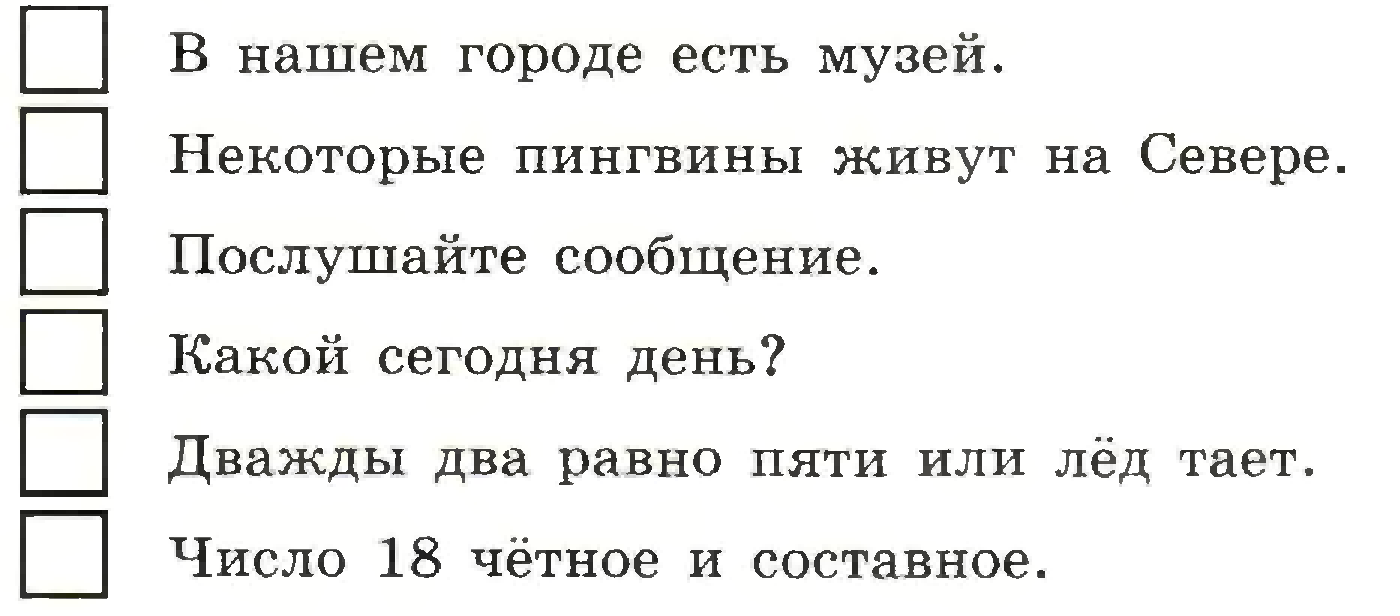 В нашем городе есть музей.
Некоторые пингвины живут на Севере.
Послушайте сообщение.
Какой сегодня день?
Дважды два равно пяти или лёд тает.
Число 18 чётное и составное.